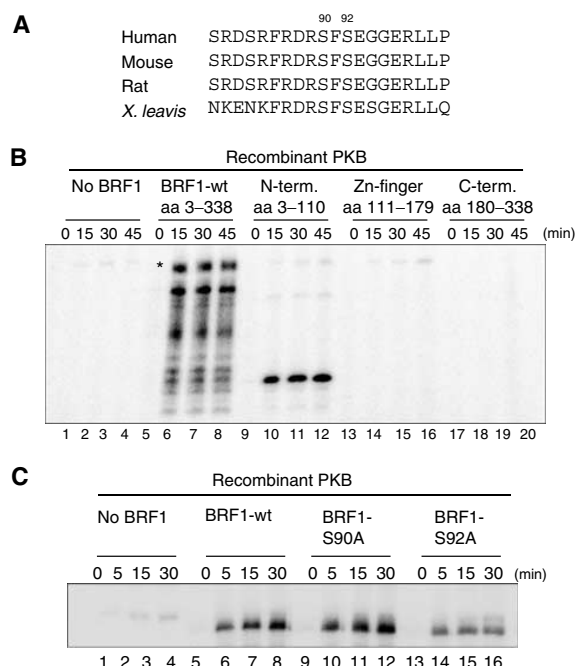 A
90 92
Human SRDSRFRDRSFSEGGERLLP
Mouse SRDSRFRDRSFSEGGERLLP
Rat SRDSRFRDRSFSEGGERLLP
X. leavis NKENKFRDRSFSESGERLLQ
B
Recombinant PKB
No BRF1 BRF1-wt N-term. Zn-finger C-term.
aa 3–338 aa 3–110 aa 111–179 aa 180–338
0 15 30 45 0 15 30 45 0 15 30 45 0 15 30 45 0 15 30 45 (min)
*
1 2 3 4 5 6 7 8 9 10 11 12 13 14 15 16 17 18 19 20
C
Recombinant PKB
No BRF1 BRF1-wt BRF1-S90A BRF1-S92A
0 5 15 30 0 5 15 30 0 5 15 30 0 5 15 30 (min)
1 2 3 4 5 6 7 8 9 10 11 12 13 14 15 16